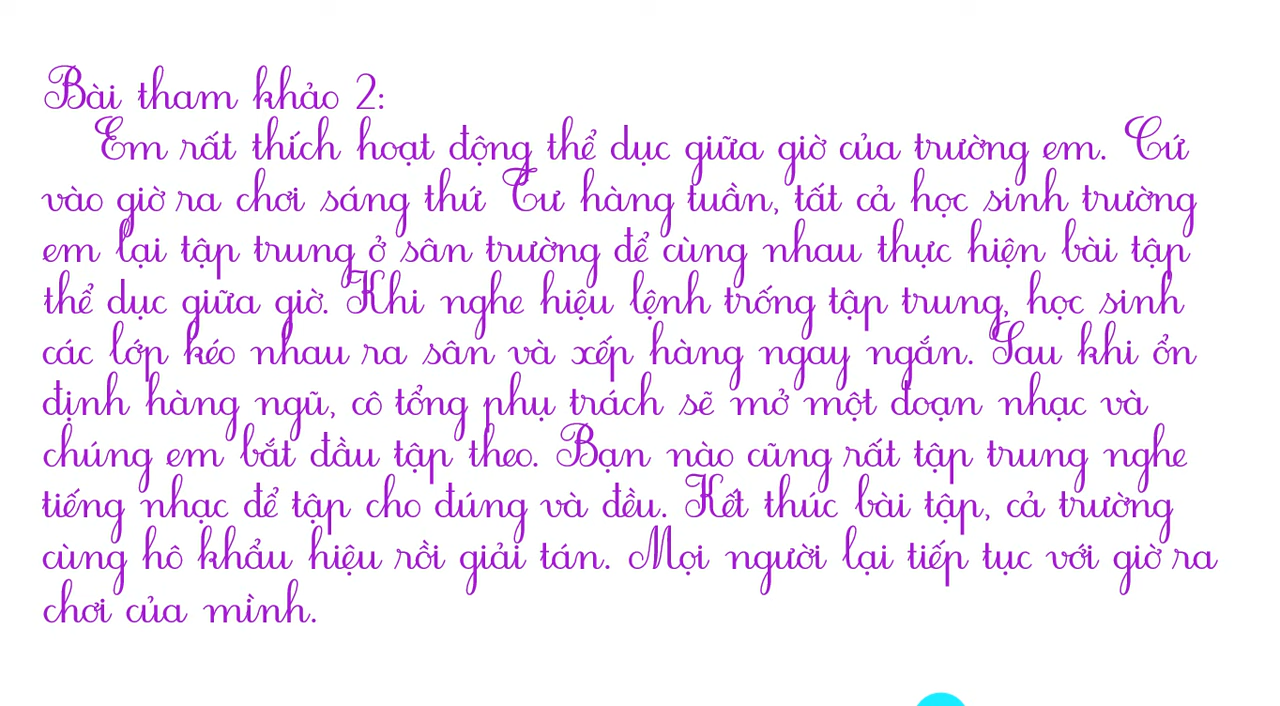 Bài tham khảo 2:
Em rất thích hoạt động thể dục giữa giờ của trường em. Cứ
vào giờ ra chơi sáng thứ Tư hàng tuần, tất cả học sinh trường
em lại tập trung ở sân trường để cùng nhau thực hiện bài tập
thể dục giữa giờ. Khi nghe hiệu lệnh trống tập trung, học sinh
các lớp kéo nhau ra sân và xếp hàng ngay ngắn. Sau khi ổn
định hàng ngũ, cô tổng phụ trách sẽ mở một đoạn nhạc và
chúng em bắt đầu tập theo. Bạn nào cũng rất tập trung nghe
tiếng nhạc để tập cho đúng và đều. Kết thúc bài tập, cả trường
cùng hô khẩu hiệu rồi giải tán. Mọi người lại tiếp tục với giờ ra
chơi của mình.